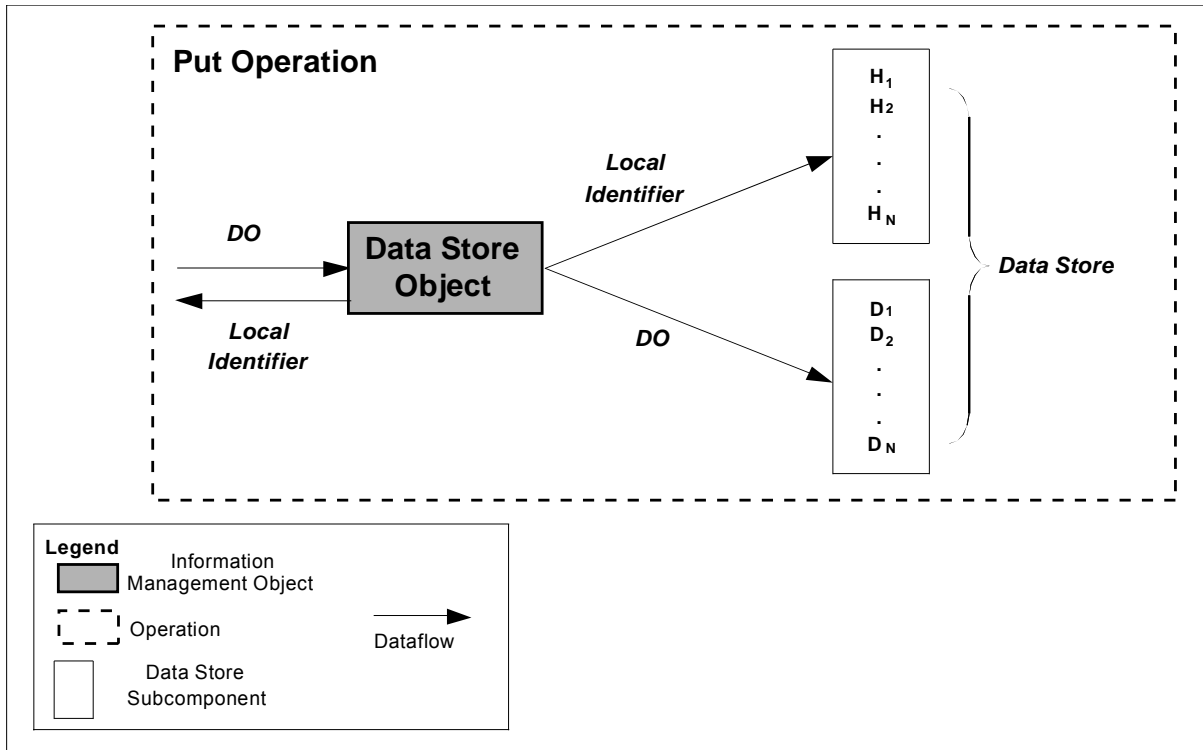 Put Operation
H1
H2
.
.
.
HN
Local
Identifier
DO
Data Store
Object
Data Store
Local
Identifier
DO
D1
D2
.
.
.
DN
Legend
Information
Management Object
Operation
Dataflow
Data Store
Subcomponent